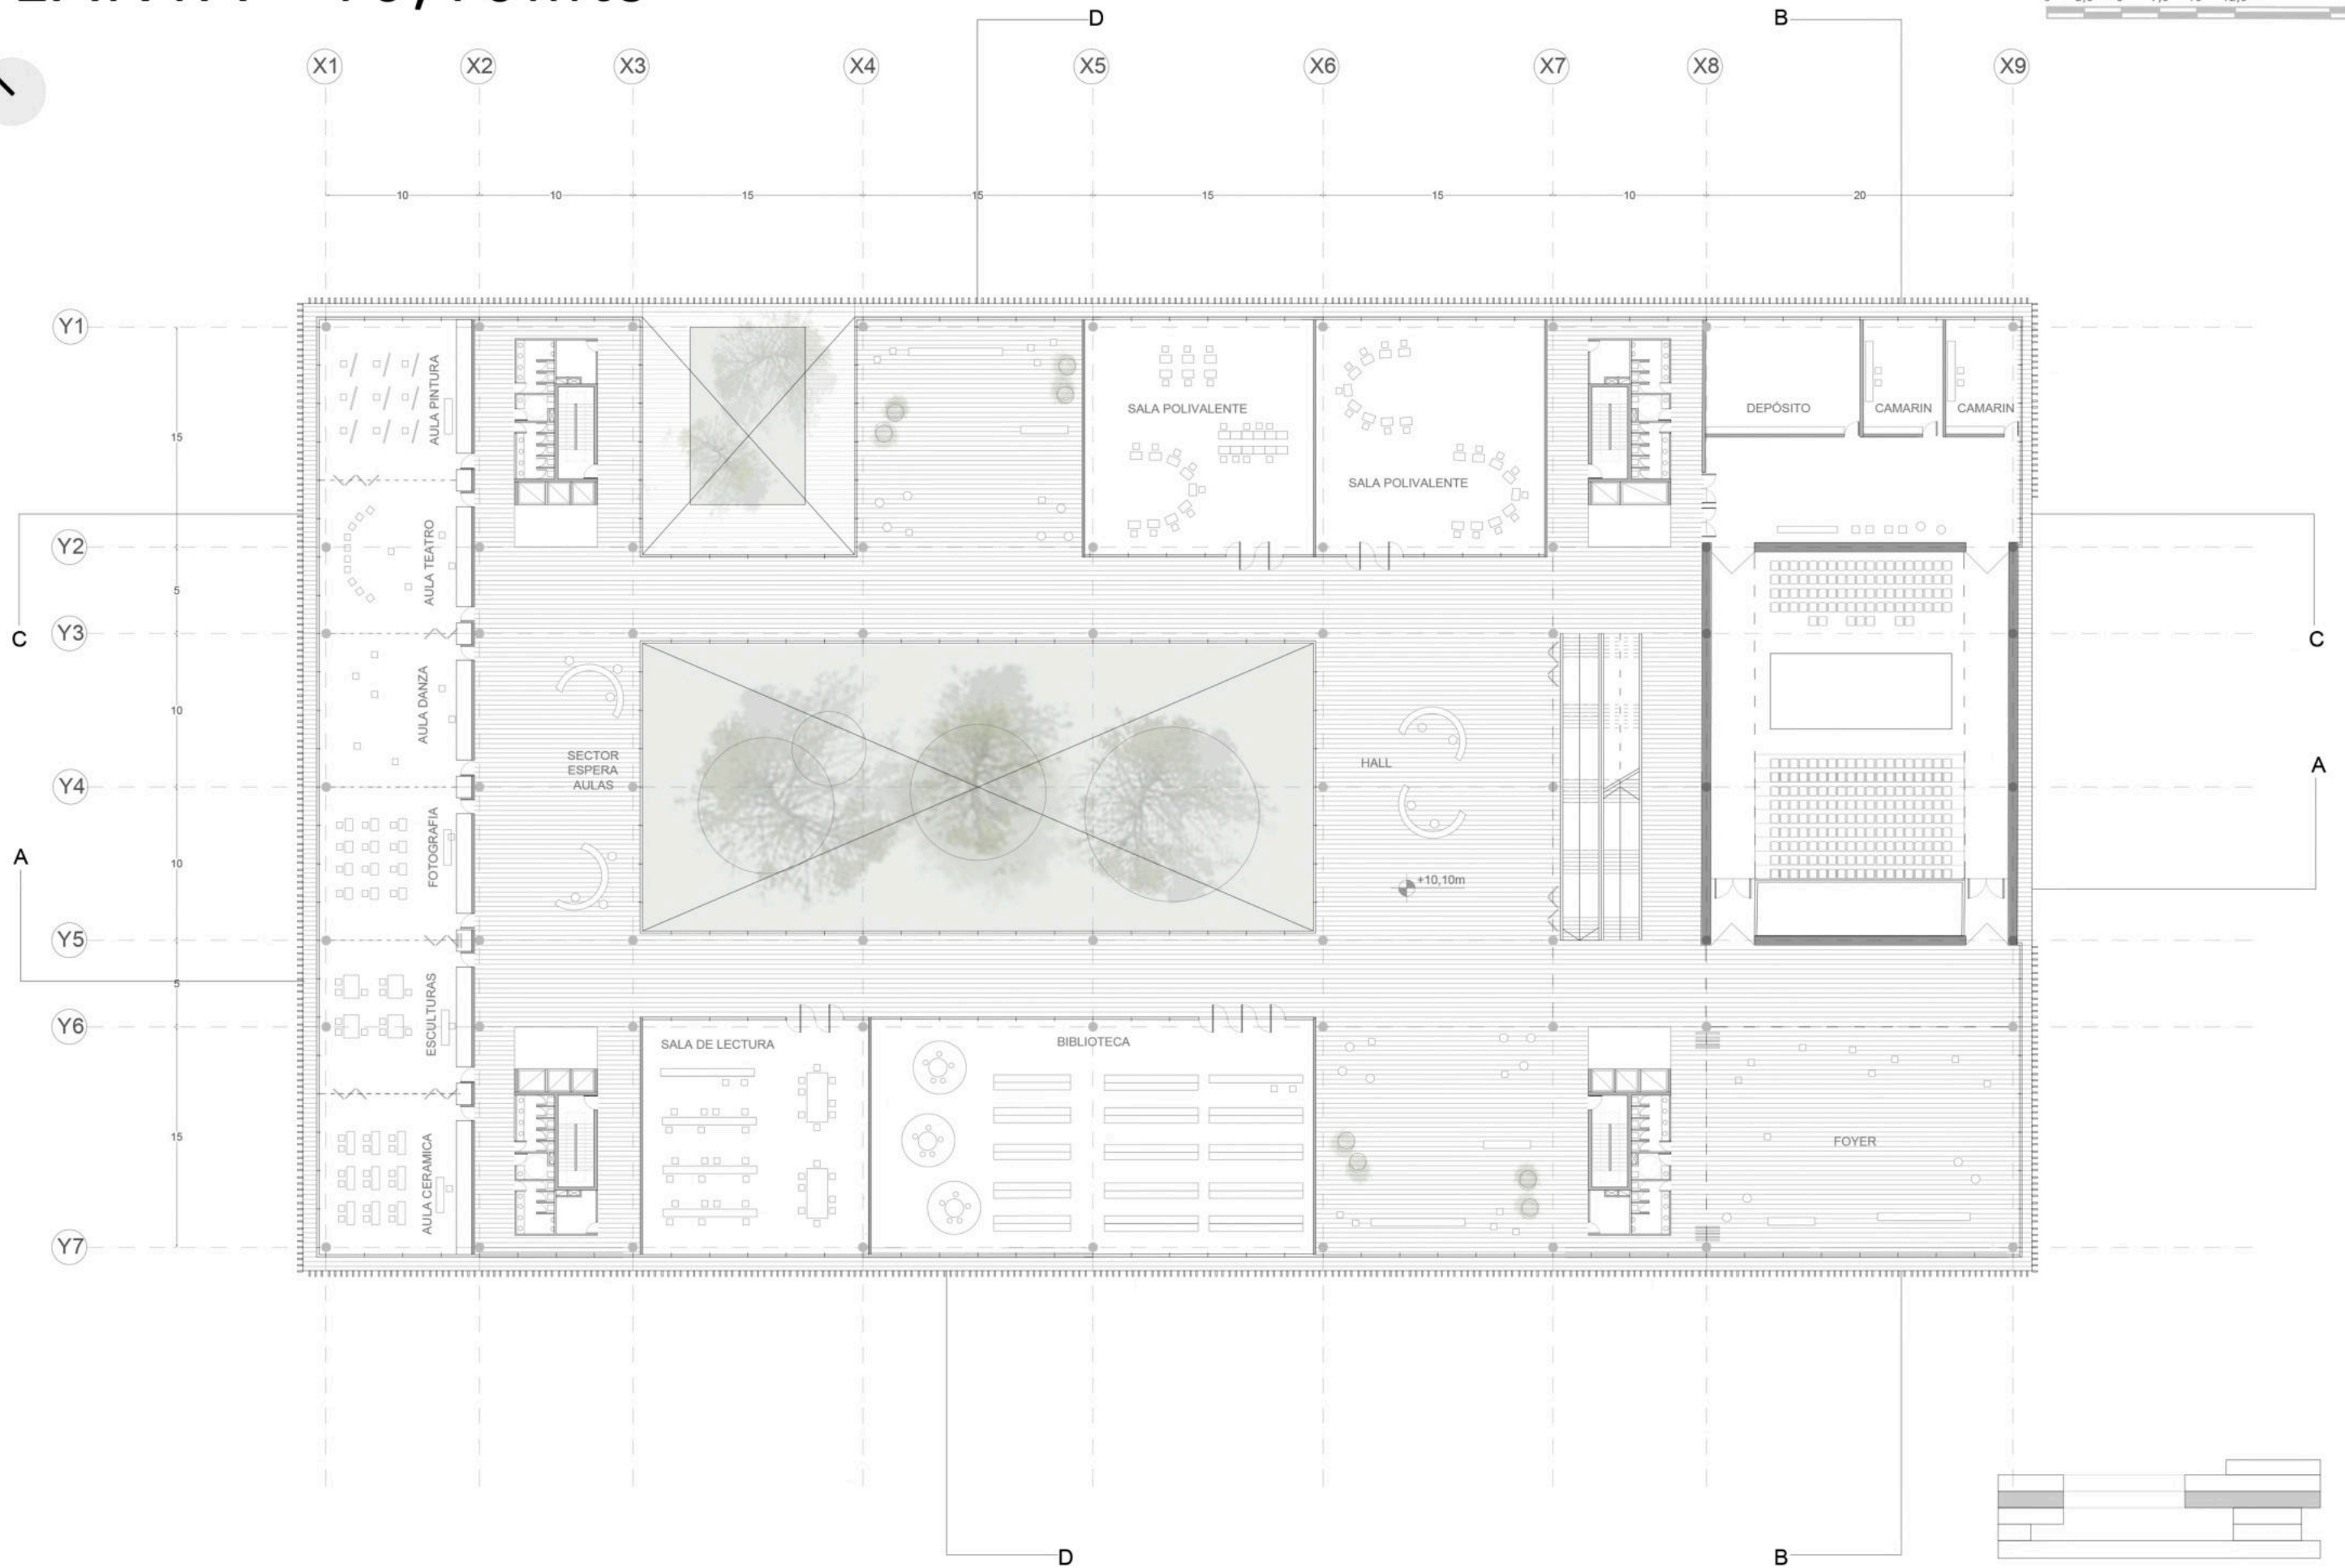 D
B
X1 X2 X3 X4 X5 X6 X7 X8 X9
10 10 15 15 15 15 10 20
Y1
Y2
Y3
Y4
Y5
Y6
Y7
15
5
10
10
5
15
C
A
C
A
AULA PINTURA
AULA TEATRO
AULA DANZA
FOTOGRAFIA
ESCULTURAS
AULA CERAMICA
SALA POLIVALENTE
SALA POLIVALENTE
DEPÓSITO
CAMARIN
CAMARIN
SECTOR
ESPERA
AULAS
HALL
+10,10m
SALA DE LECTURA
BIBLIOTECA
FOYER
D
B